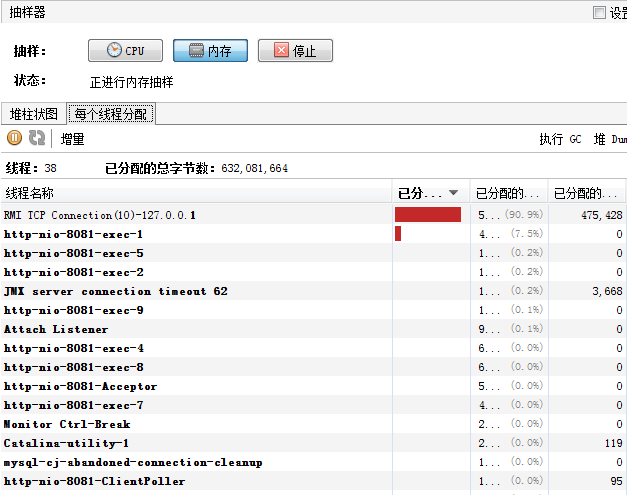 抽样器 设置
抽样： CPU 内存 停止
状态： 正进行内存抽样
堆柱状图 每个线程分配
增量 执行 GC 堆 Dum
线程：38 已分配的总字节数：632,081,664
线程名称 已分... 已分配的... 已分配的...
RMI TCP Connection(10)-127.0.0.1 5... (90.9%) 475,428
http-nio-8081-exec-1 4... (7.5%) 0
http-nio-8081-exec-5 1... (0.2%) 0
http-nio-8081-exec-2 1... (0.2%) 0
JMX server connection timeout 62 1... (0.2%) 3,668
http-nio-8081-exec-9 1... (0.1%) 0
Attach Listener 9... (0.1%) 0
http-nio-8081-exec-4 6... (0.0%) 0
http-nio-8081-exec-8 6... (0.0%) 0
http-nio-8081-Acceptor 5... (0.0%) 0
http-nio-8081-exec-7 4... (0.0%) 0
Monitor Ctrl-Break 2... (0.0%) 0
Catalina-utility-1 2... (0.0%) 119
mysql-cj-abandoned-connection-cleanup 1... (0.0%) 0
http-nio-8081-ClientPoller 1... (0.0%) 95